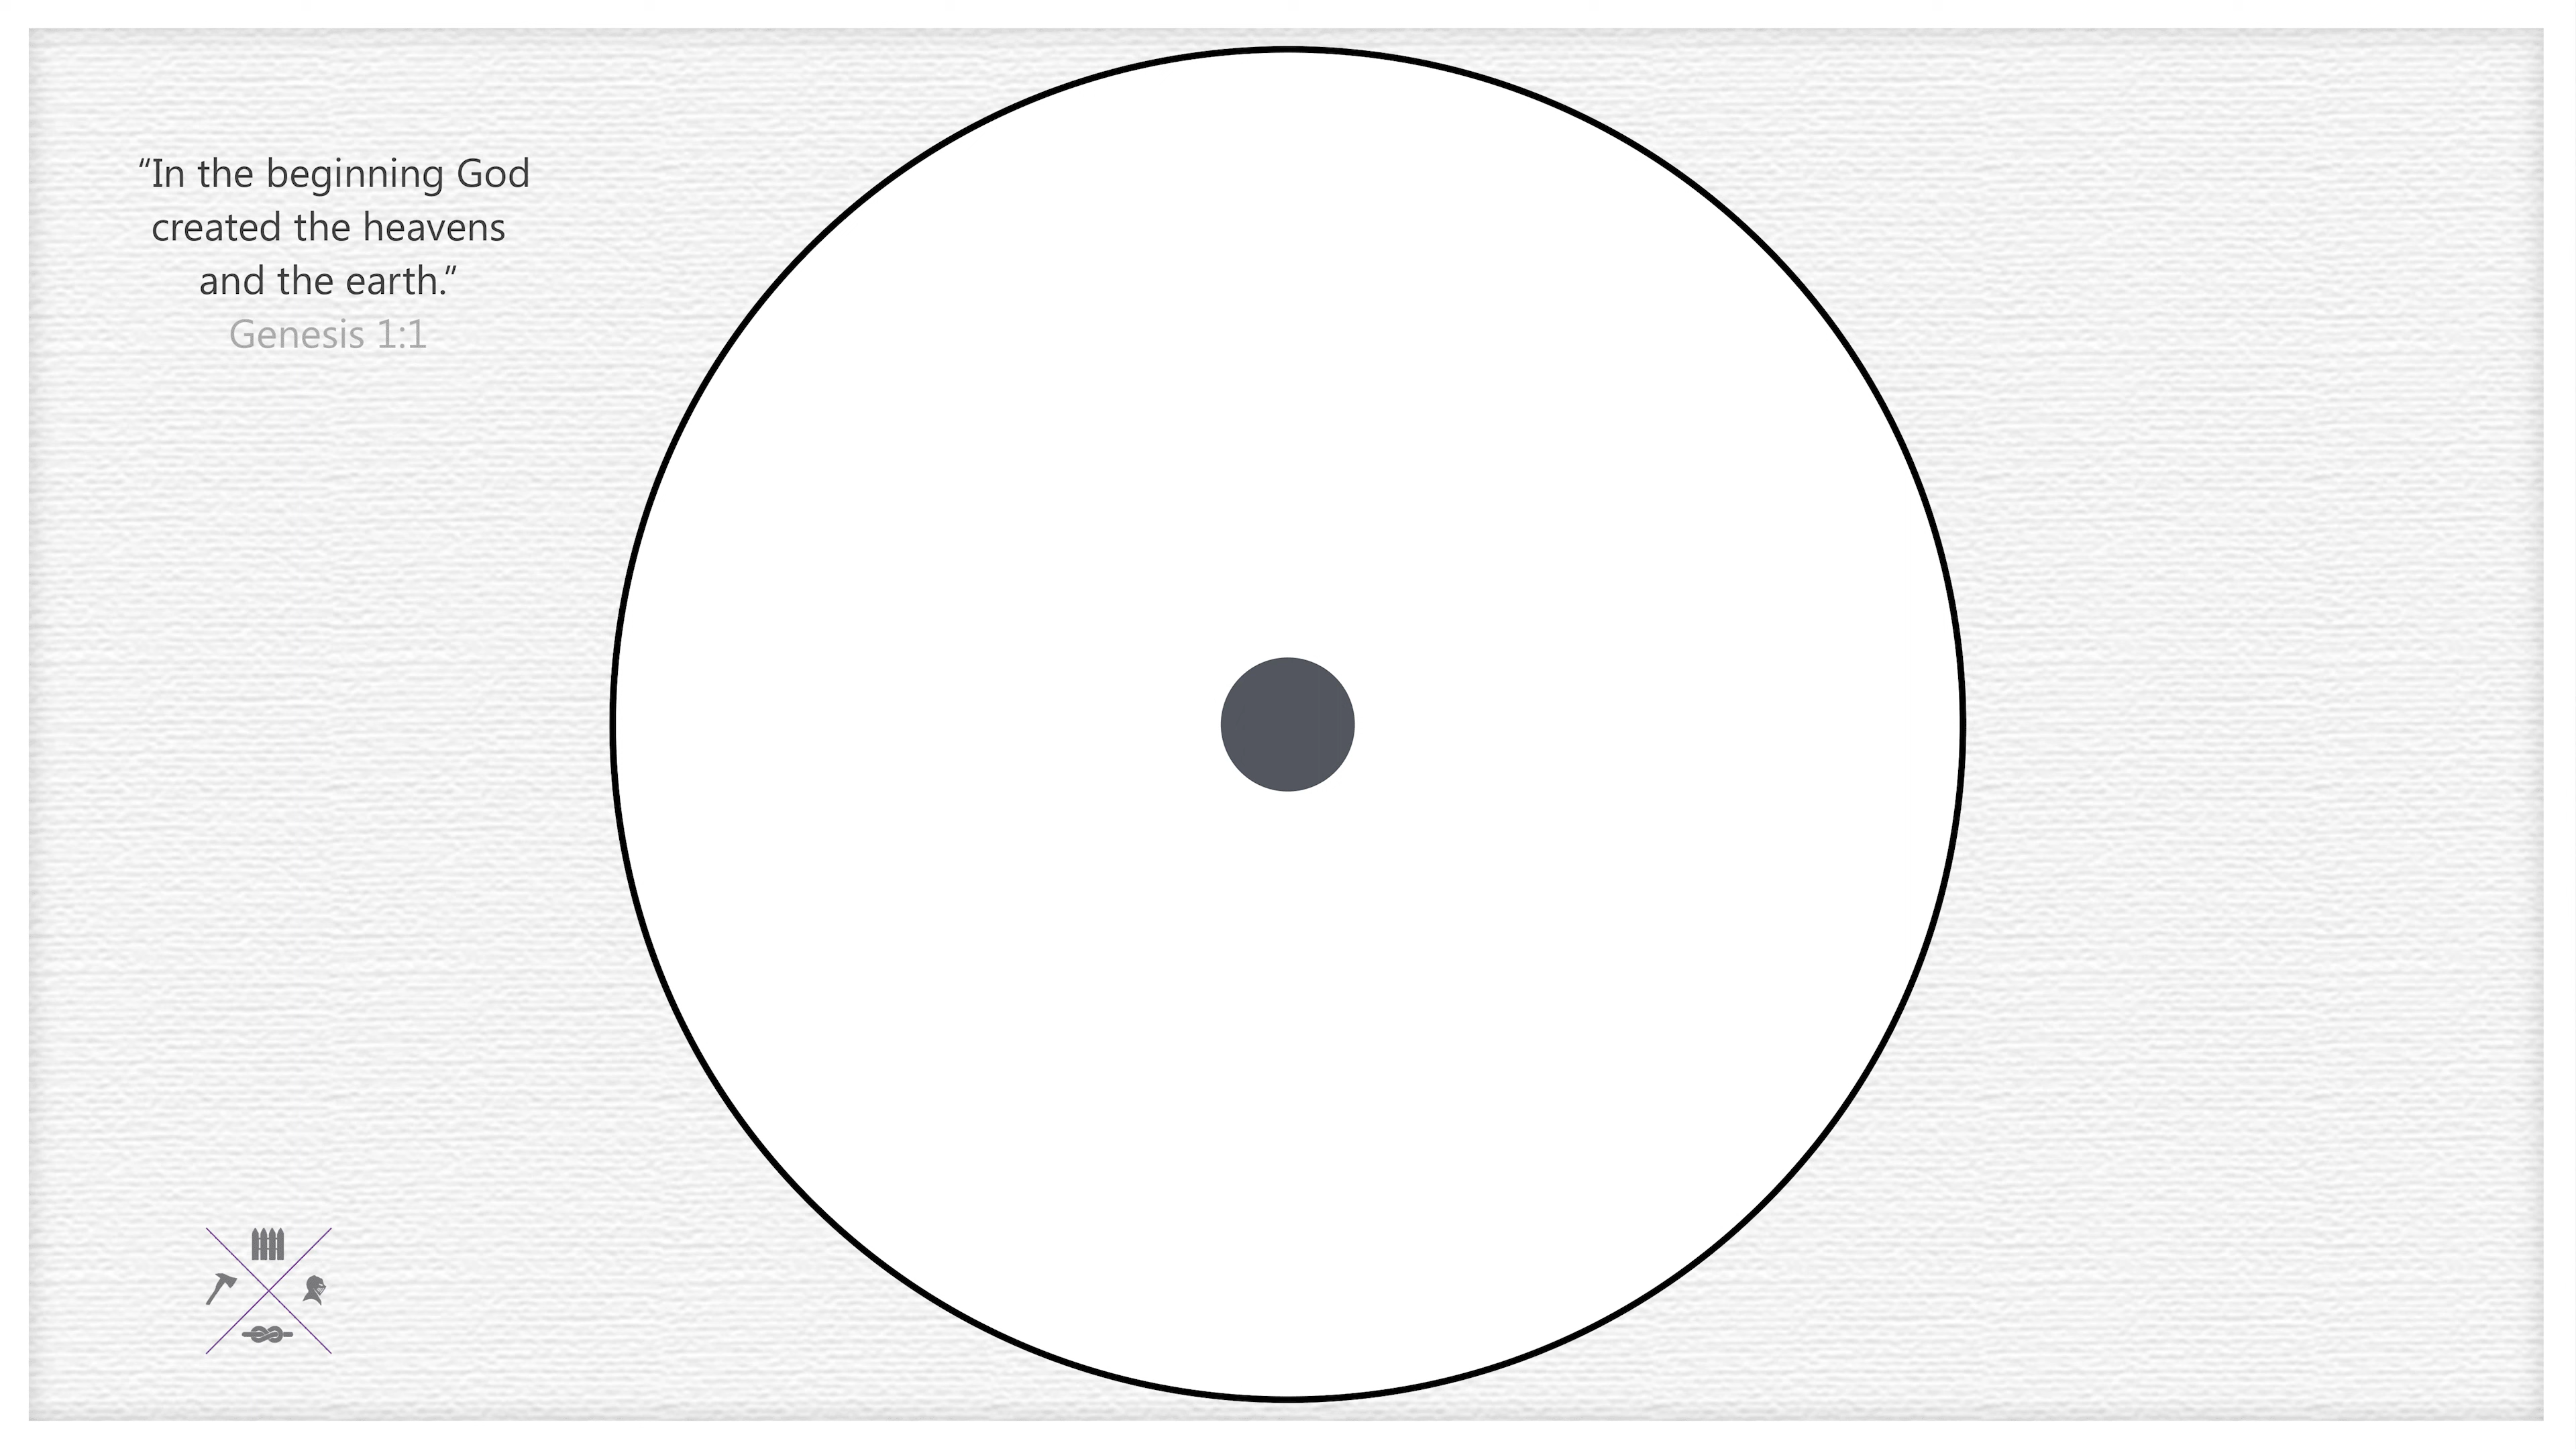 “In the beginning God
created the heavens
and the earth.”
Genesis 1:1